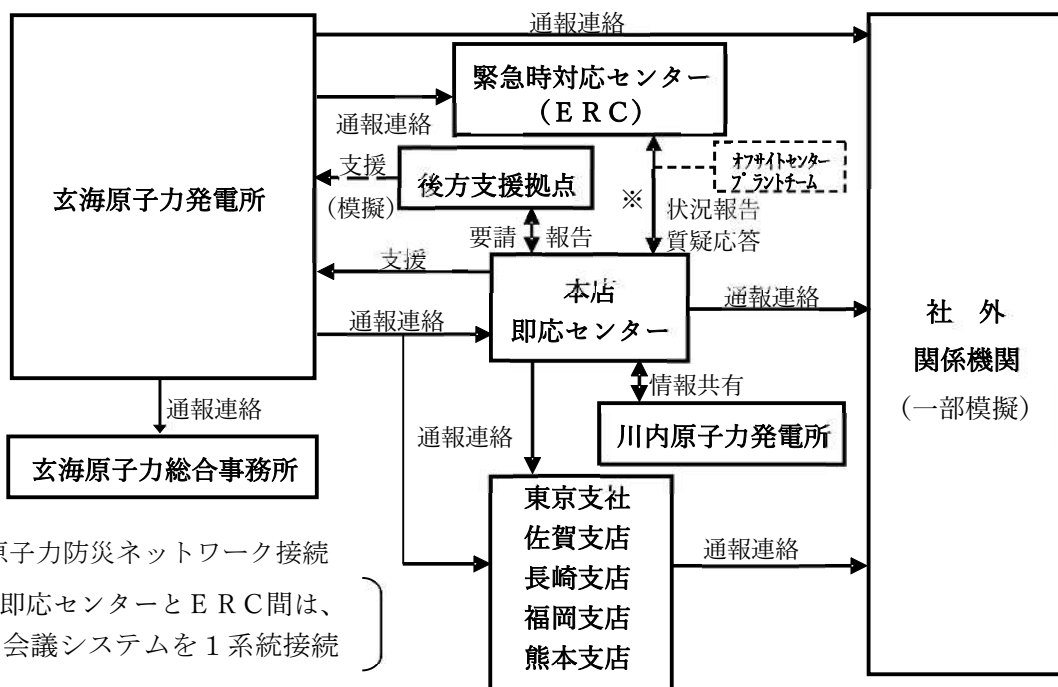 通報連絡
緊急時対応センター
(ERC)
通報連絡
オフサイトセンター
プラントチーム
支援
後方支援拠点
(模擬)
玄海原子力発電所
※
状況報告
質疑応答
要請
報告
支援
本店
即応センター
通報連絡
通報連絡
社 外
関係機関
(一部模擬)
情報共有
川内原子力発電所
通報連絡
玄海原子力総合事務所
通報連絡
東京支社
佐賀支店
長崎支店
福岡支店
熊本支店
通報連絡
原子力防災ネットワーク接続
即応センターとERC間は、
会議システムを1系統接続